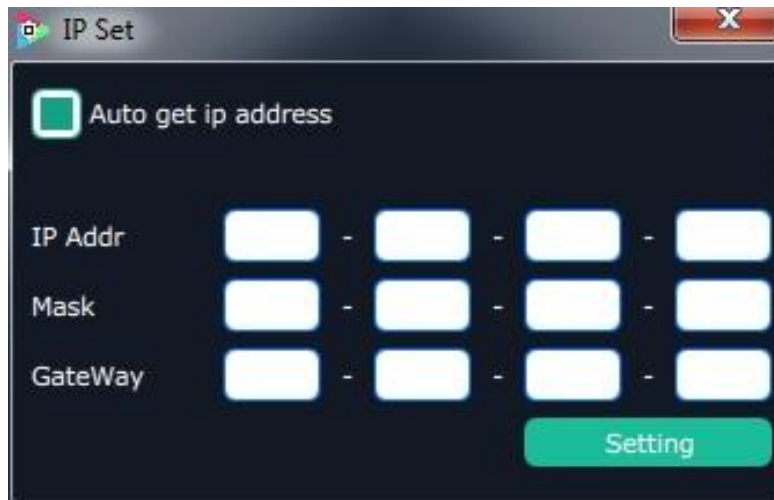 IP Set
Auto get ip address
IP Addr - - -
Mask - - -
GateWay - - -
Setting